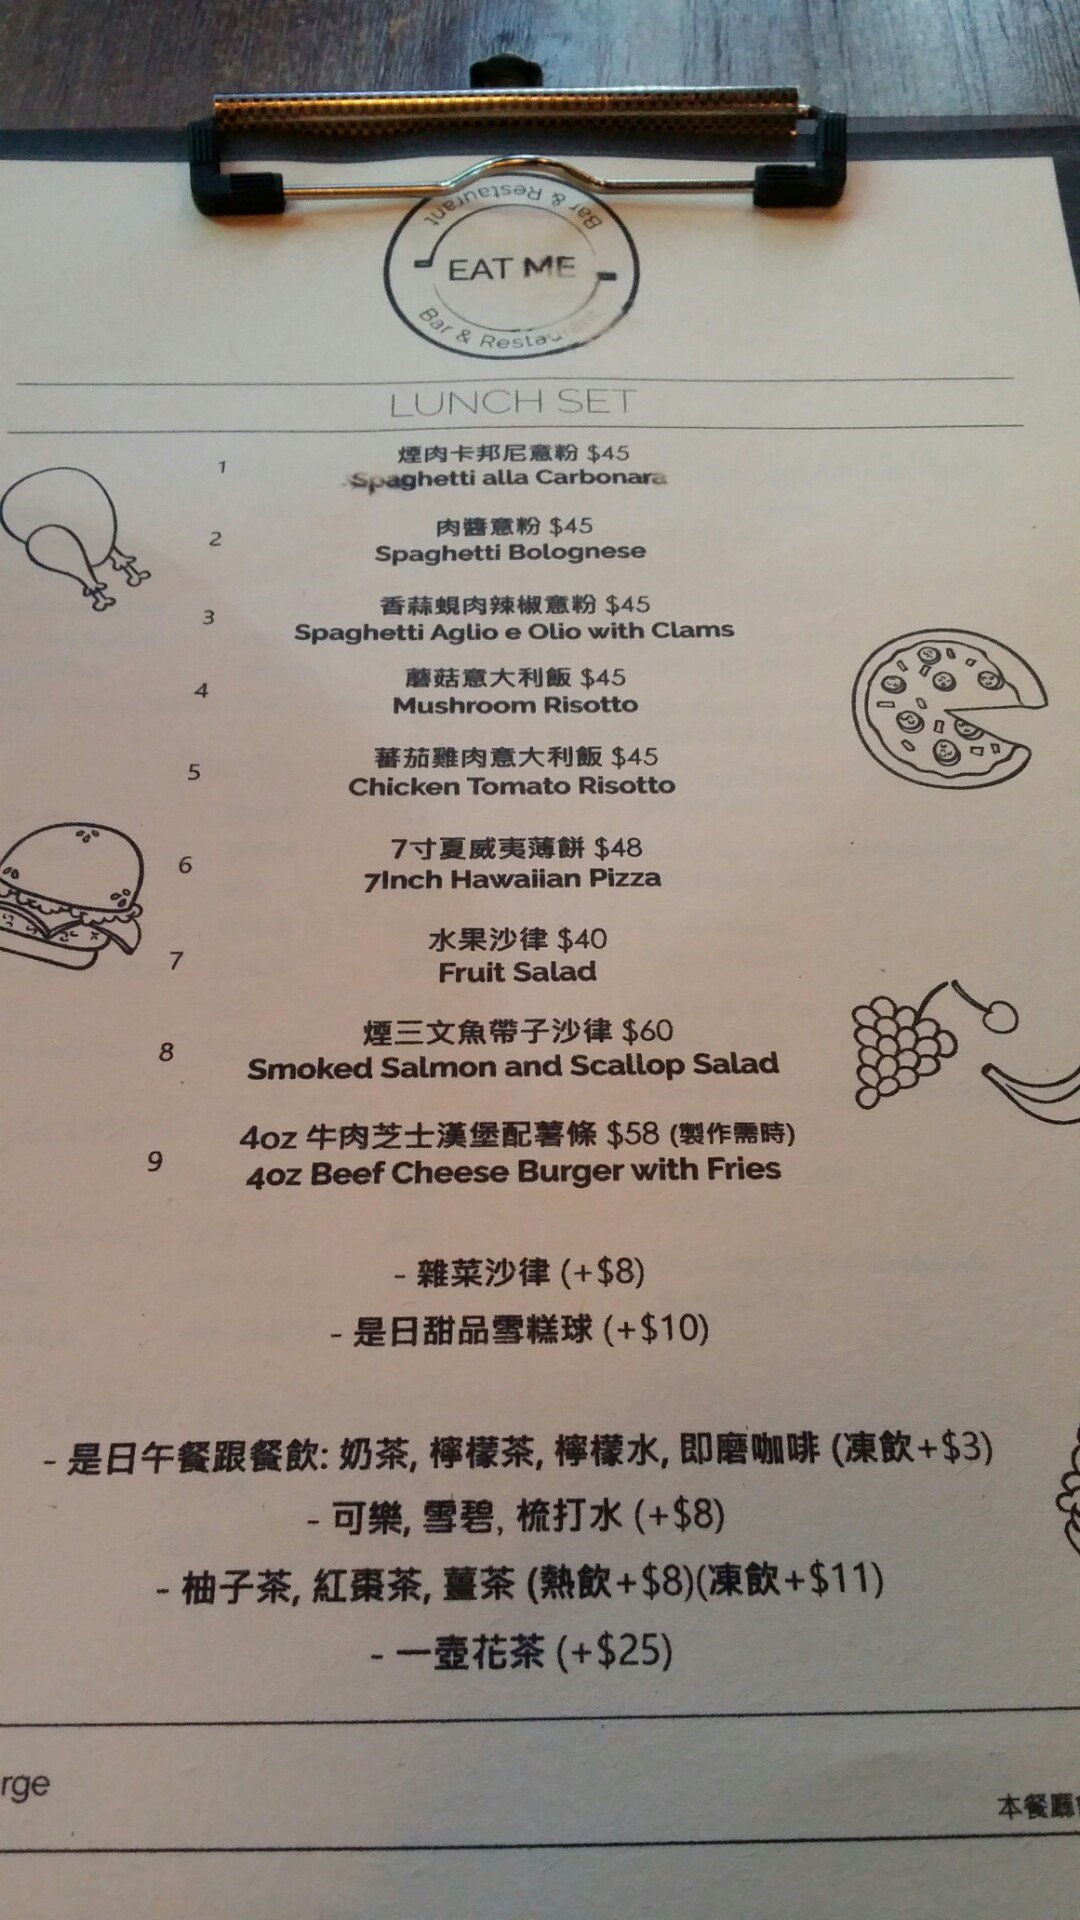 Bar & Restaurant
EAT ME
Bar & Restaurant
LUNCH SET
1
煙肉卡邦尼意粉 $45
Spaghetti alla Carbonara
2
肉醬意粉 $45
Spaghetti Bolognese
3
香蒜蜆肉辣椒意粉 $45
Spaghetti Aglio e Olio with Clams
4
蘑菇意大利飯 $45
Mushroom Risotto
5
蕃茄雞肉意大利飯 $45
Chicken Tomato Risotto
6
7寸夏威夷薄餅 $48
7Inch Hawaiian Pizza
7
水果沙律 $40
Fruit Salad
8
煙三文魚帶子沙律 $60
Smoked Salmon and Scallop Salad
9
4oz 牛肉芝士漢堡配薯條 $58 (製作需時)
4oz Beef Cheese Burger with Fries
- 雜菜沙律 (+$8)
- 是日甜品雪糕球 (+$10)
- 是日午餐跟餐飲: 奶茶, 檸檬茶, 檸檬水, 即磨咖啡 (凍飲+$3)
- 可樂, 雪碧, 梳打水 (+$8)
- 柚子茶, 紅棗茶, 薑茶 (熱飲+$8)(凍飲+$11)
- 一壺花茶 (+$25)
rge
本餐廳